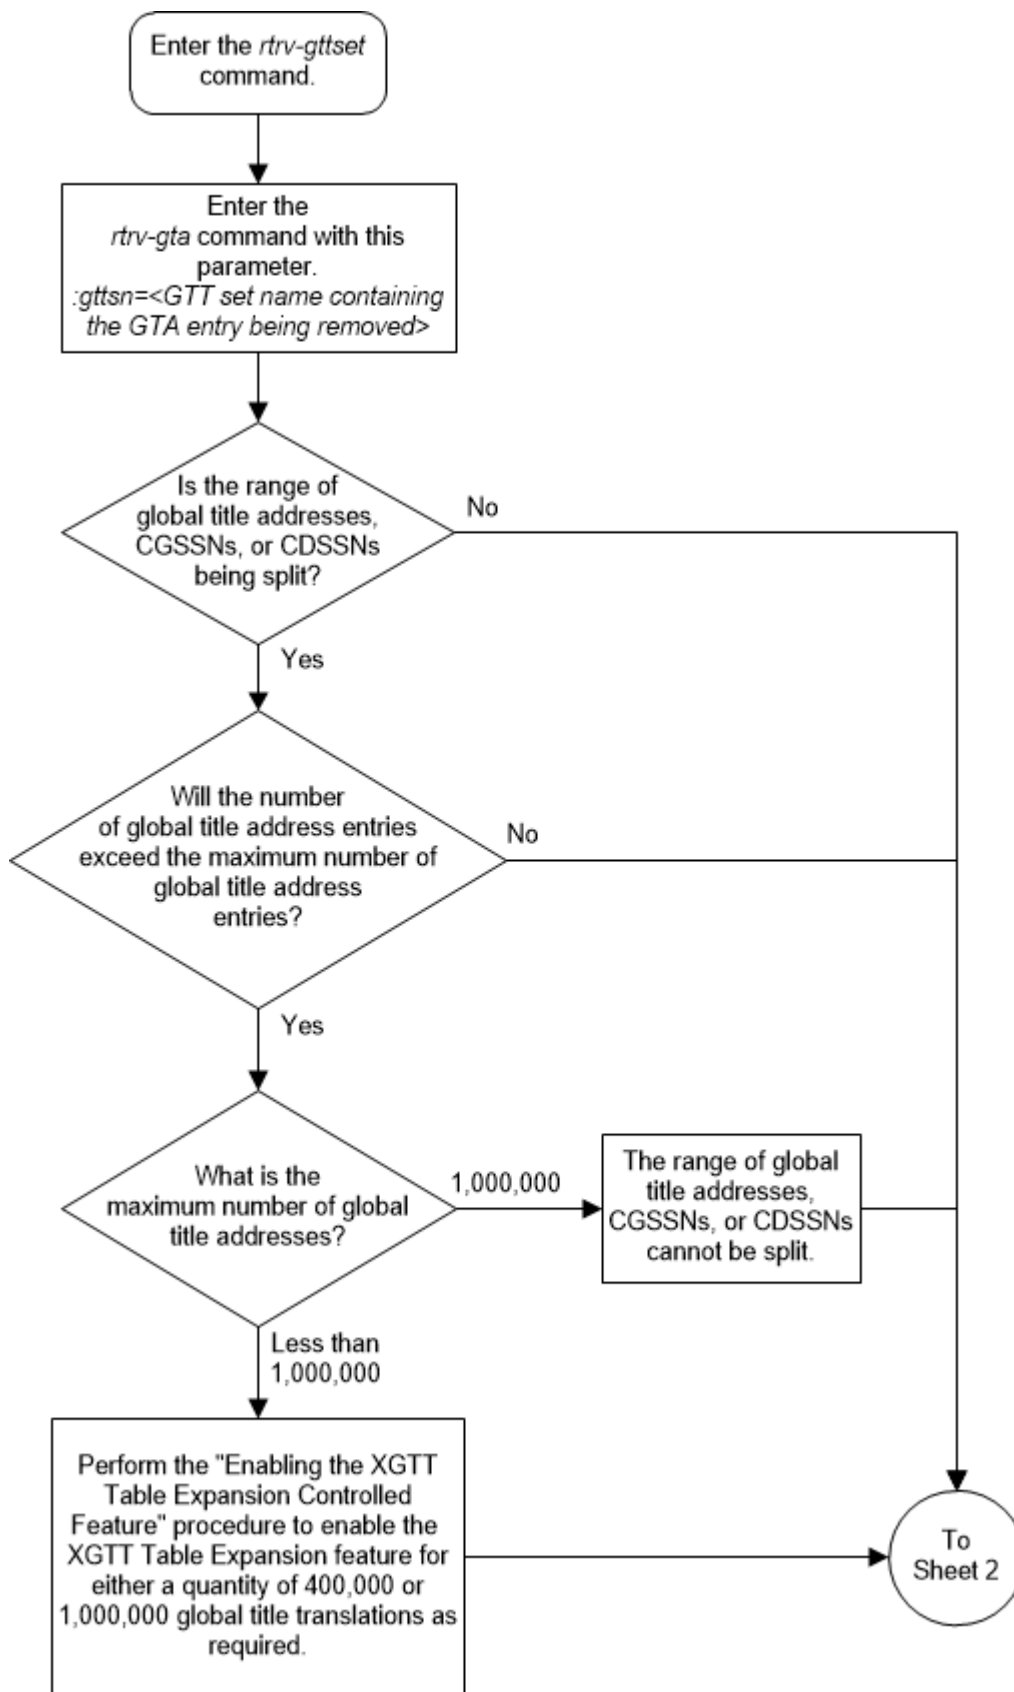 Enter the rtrv-gttset
command.
Enter the
rtrv-gta command with this
parameter.
:gttsn=<GTT set name containing
the GTA entry being removed>
Is the range of
global title addresses,
CGSSNs, or CDSSNs
being split?
No
Yes
Will the number
of global title address entries
exceed the maximum number of
global title address
entries?
No
Yes
What is the
maximum number of global
title addresses?
1,000,000
The range of global
title addresses,
CGSSNs, or CDSSNs
cannot be split.
Less than
1,000,000
Perform the "Enabling the XGTT
Table Expansion Controlled
Feature" procedure to enable the
XGTT Table Expansion feature for
either a quantity of 400,000 or
1,000,000 global title translations as
required.
To
Sheet 2